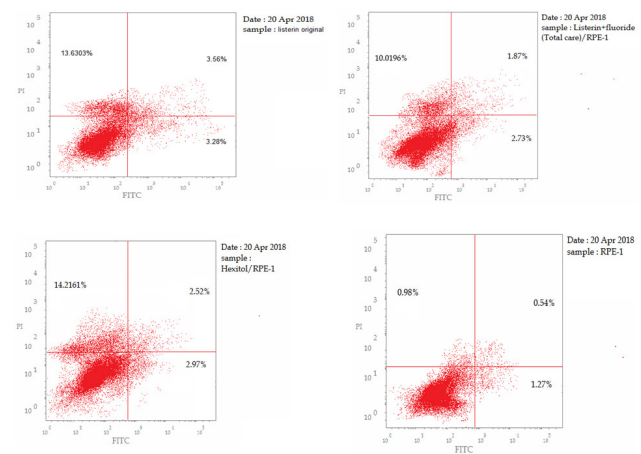 Date : 20 Apr 2018
sample : listerin original
13.6303%
3.56%
3.28%
PI
FITC
Date : 20 Apr 2018
sample : Listerin+fluoride
(Total care)/RPE-1
10.0196%
1.87%
2.73%
PI
FITC
Date : 20 Apr 2018
sample :
Hexitol/RPE-1
14.2161%
2.52%
2.97%
PI
FITC
Date : 20 Apr 2018
sample : RPE-1
0.98%
0.54%
1.27%
PI
FITC